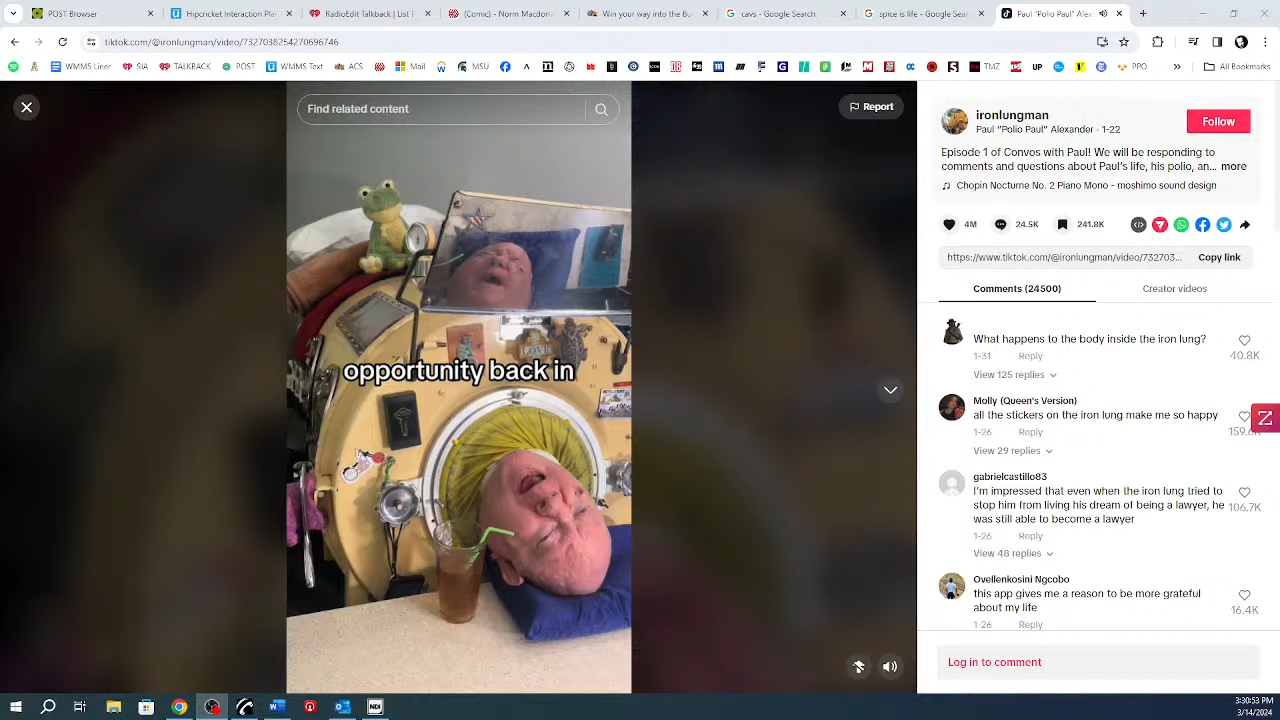 POST Browser
Hipcricket Interaction Pla
RadioEdit Talkback | List F
(Comic) - Norm Macdonal
Pun your way into the Bu
cavs - Google Search
spice is life - Google Sear
Paul "Polio Paul" Alex
tiktok.com/@ironlungman/video/7327038254270696746
WMMS Liner
SIA
TALKBACK
POST
WMMS Text
ACS
Mail
MSU
TMZ
UP
PPO
»
All Bookmarks
Find related content
Report
opportunity back in
ironlungman
Paul "Polio Paul" Alexander · 1-22
Follow
Episode 1 of Convos with Paul! We will be responding to
comments and questions about Paul's life, his polio, an... more
Chopin Nocturne No. 2 Piano Mono - moshimo sound design
4M
24.5K
241.8K
https://www.tiktok.com/@ironlungman/video/732703...
Copy link
Comments (24500)
Creator videos
What happens to the body inside the iron lung?
1-31 Reply
40.8K
View 125 replies
Molly (Queen's Version)
all the stickers on the iron lung make me so happy
1-26 Reply
View 29 replies
gabrielcastillo83
I'm impressed that even when the iron lung tried to
stop him from living his dream of being a lawyer, he
was still able to become a lawyer
106.7K
1-26 Reply
View 48 replies
Ovellenkosini Ngcobo
this app gives me a reason to be more grateful
about my life
16.4K
1-26 Reply
Log in to comment
3:30:53 PM
3/14/2024